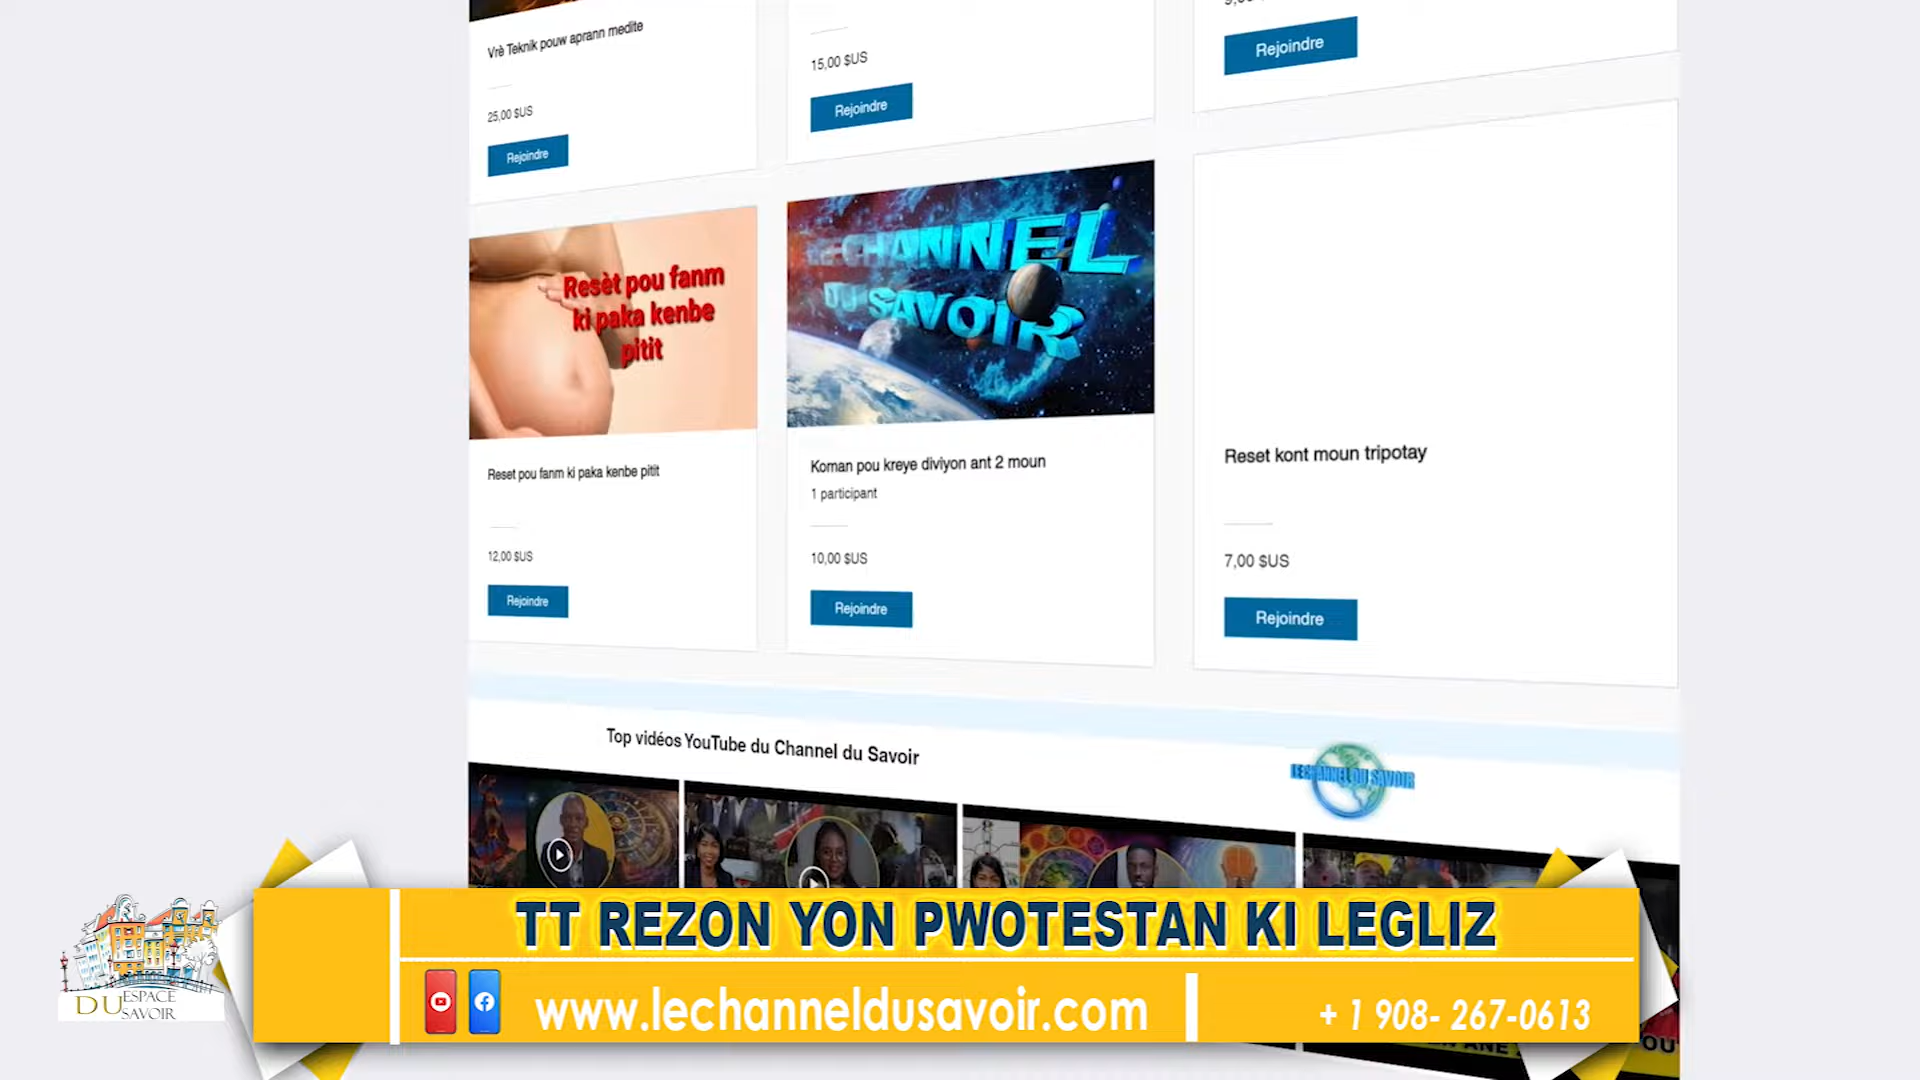 Vrè Teknik pouw aprann medite
25,00 $US
Rejoindre
15,00 $US
Rejoindre
Rejoindre
Resèt pou fanm
ki paka kenbe
pitit
Reset pou fanm ki paka kenbe pitit
12,00 $US
Rejoindre
LE CHANNEL
DU SAVOIR
Koman pou kreye diviyon ant 2 moun
1 participant
10,00 $US
Rejoindre
Reset kont moun tripotay
7,00 $US
Rejoindre
Top vidéos YouTube du Channel du Savoir
LE CHANNEL DU SAVOIR
TT REZON YON PWOTESTAN KI LEGLIZ
www.lechanneldusavoir.com
+ 1 908- 267-0613
DU ESPACE
SAVOIR